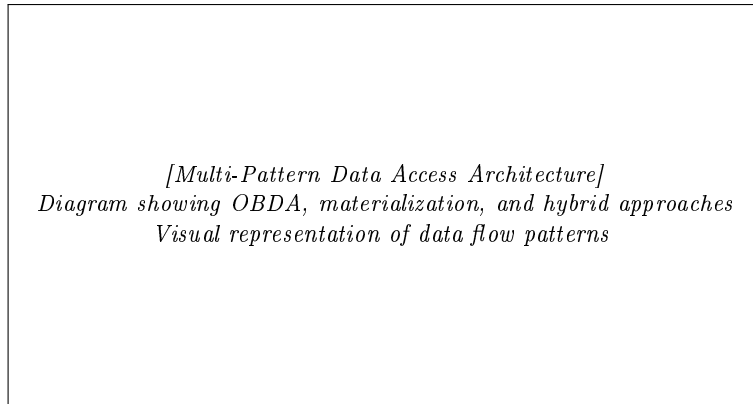 [Multi-Pattern Data Access Architecture]
Diagram showing OBDA, materialization, and hybrid approaches
Visual representation of data flow patterns